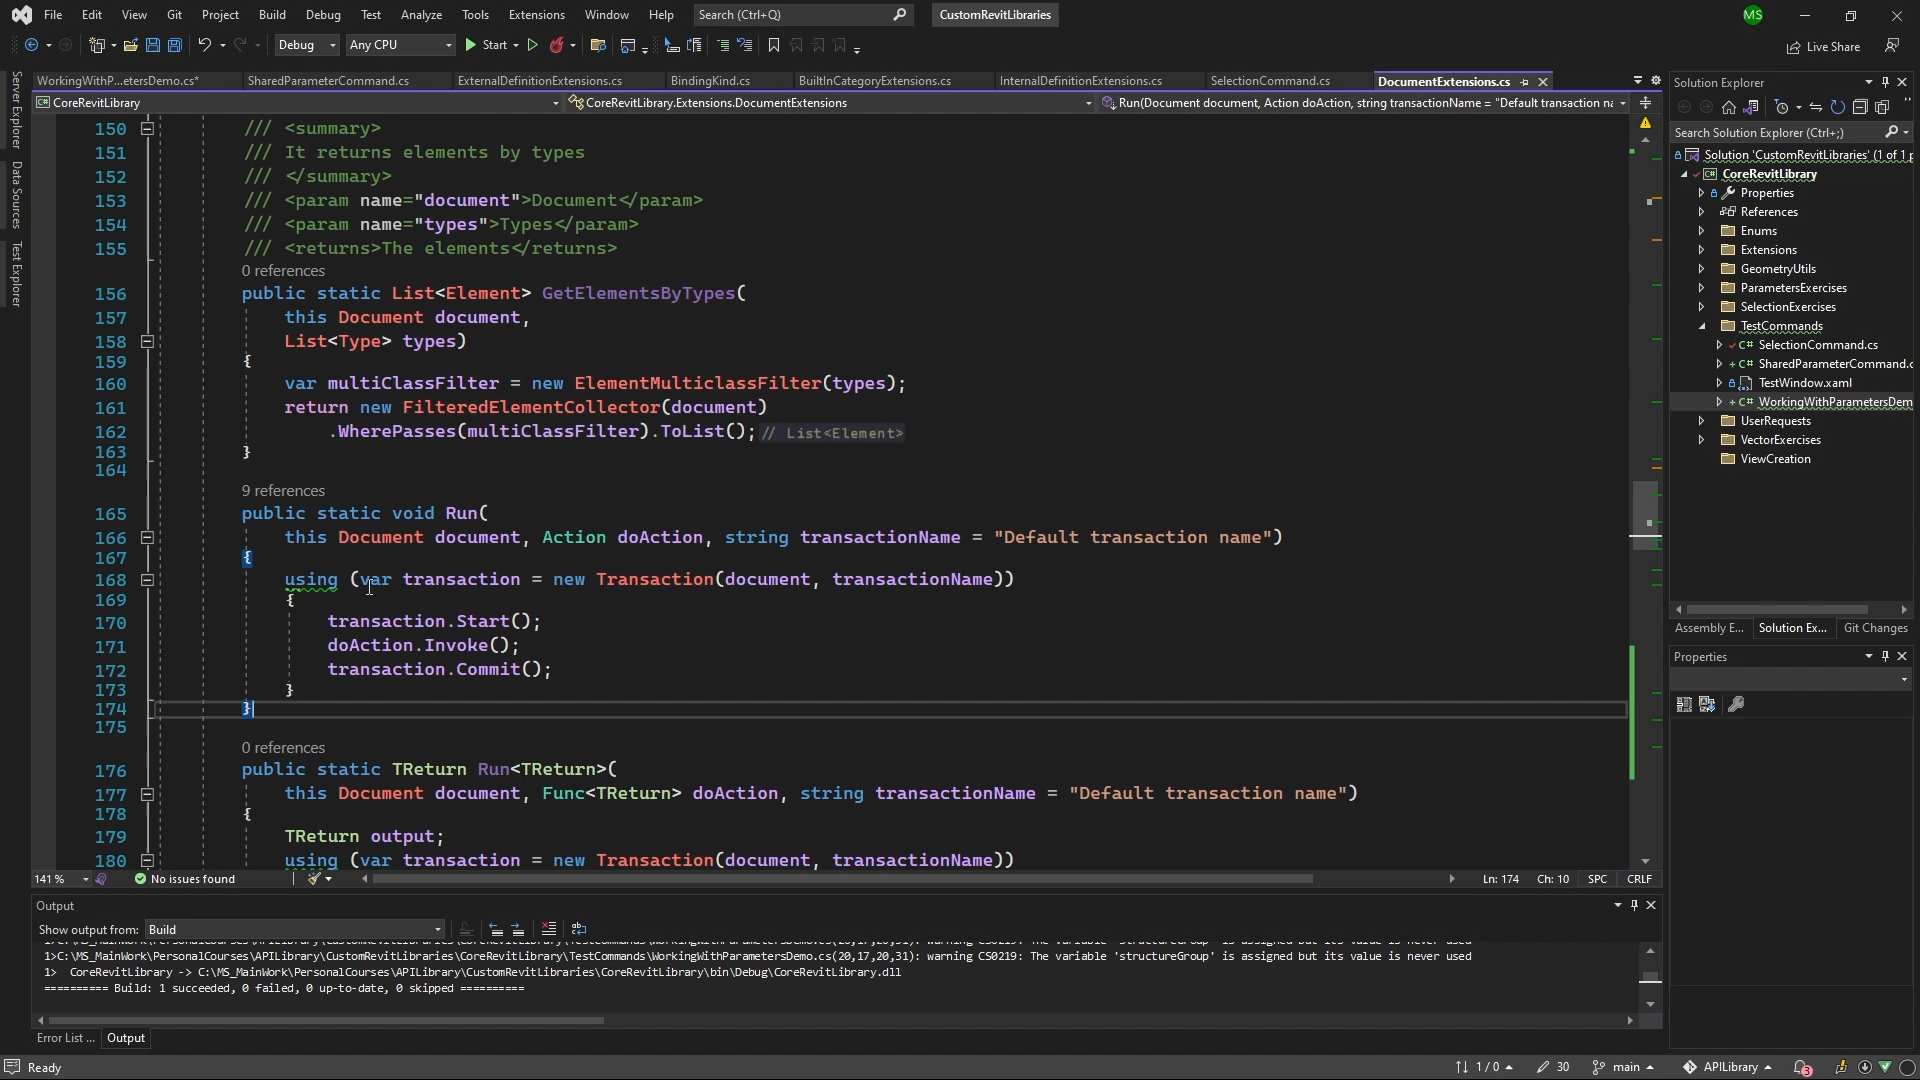 File Edit View Git Project Build Debug Test Analyze Tools Extensions Window Help Search (Ctrl+Q) CustomRevitLibraries MS
Debug Any CPU Start Live Share
WorkingWithP...etersDemo.cs* SharedParameterCommand.cs ExternalDefinitionExtensions.cs BindingKind.cs BuiltInCategoryExtensions.cs InternalDefinitionExtensions.cs SelectionCommand.cs DocumentExtensions.cs
CoreRevitLibrary CoreRevitLibrary.Extensions.DocumentExtensions Run(Document document, Action doAction, string transactionName = "Default transaction na
Server Explorer
Data Sources
Test Explorer
150 /// <summary>
151 /// It returns elements by types
152 /// </summary>
153 /// <param name="document">Document</param>
154 /// <param name="types">Types</param>
155 /// <returns>The elements</returns>
0 references
156 public static List<Element> GetElementsByTypes(
157 this Document document,
158 List<Type> types)
159 {
160 var multiClassFilter = new ElementMulticlassFilter(types);
161 return new FilteredElementCollector(document)
162 .WherePasses(multiClassFilter).ToList(); // List<Element>
163 }
164
9 references
165 public static void Run(
166 this Document document, Action doAction, string transactionName = "Default transaction name")
167 {
168 using (var transaction = new Transaction(document, transactionName))
169 {
170 transaction.Start();
171 doAction.Invoke();
172 transaction.Commit();
173 }
174 }
175
0 references
176 public static TReturn Run<TReturn>(
177 this Document document, Func<TReturn> doAction, string transactionName = "Default transaction name")
178 {
179 TReturn output;
180 using (var transaction = new Transaction(document, transactionName))
141 % No issues found Ln: 174 Ch: 10 SPC CRLF
Output
Show output from: Build
1>C:\MS_MainWork\PersonalCourses\APILibrary\CustomRevitLibraries\CoreRevitLibrary\TestCommands\WorkingWithParametersDemo.cs(20,17,20,31): warning CS0219: The variable 'structureGroup' is assigned but its value is never used
1> CoreRevitLibrary -> C:\MS_MainWork\PersonalCourses\APILibrary\CustomRevitLibraries\CoreRevitLibrary\bin\Debug\CoreRevitLibrary.dll
========== Build: 1 succeeded, 0 failed, 0 up-to-date, 0 skipped ==========
Error List ... Output
Solution Explorer
Search Solution Explorer (Ctrl+;)
Solution 'CustomRevitLibraries' (1 of 1 p
CoreRevitLibrary
Properties
References
Enums
Extensions
GeometryUtils
ParametersExercises
SelectionExercises
TestCommands
C# SelectionCommand.cs
C# SharedParameterCommand.c
TestWindow.xaml
C# WorkingWithParametersDem
UserRequests
VectorExercises
ViewCreation
Assembly E... Solution Ex... Git Changes
Properties
Ready 1 / 0 30 main APILibrary 3